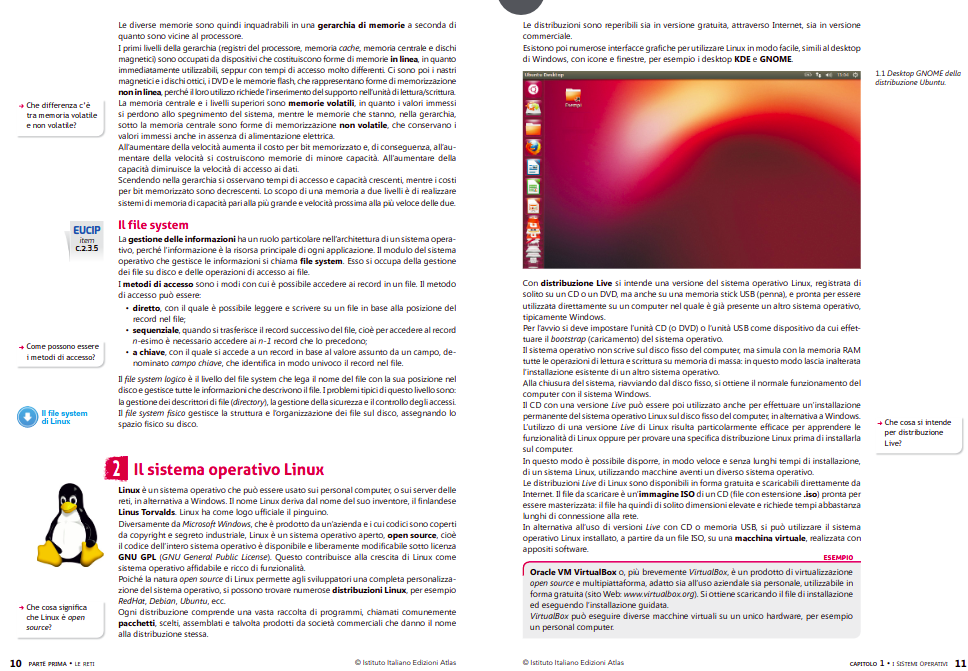 Le diverse memorie sono quindi inquadrabili in una gerarchia di memorie a seconda di
quanto sono vicine al processore.
I primi livelli della gerarchia (registri del processore, memoria cache, memoria centrale e dischi
magnetici) sono occupati da dispositivi che costituiscono forme di memorie in linea, in quanto
immediatamente utilizzabili, seppur con tempi di accesso molto differenti. Ci sono poi i nastri
magnetici e i dischi ottici, i DVD e le memorie flash, che rappresentano forme di memorizzazione
non in linea, perché il loro utilizzo richiede l'inserimento del supporto nell'unità di lettura/scrittura.
La memoria centrale e i livelli superiori sono memorie volatili, in quanto i valori immessi
si perdono allo spegnimento del sistema, mentre le memorie che stanno, nella gerarchia,
sotto la memoria centrale sono forme di memorizzazione non volatile, che conservano i
valori immessi anche in assenza di alimentazione elettrica.
All'aumentare della velocità aumenta il costo per bit memorizzato e, di conseguenza, all'au-
mentare della velocità si costruiscono memorie di minore capacità. All'aumentare della
capacità diminuisce la velocità di accesso ai dati.
Scendendo nella gerarchia si osservano tempi di accesso e capacità crescenti, mentre i costi
per bit memorizzato sono decrescenti. Lo scopo di una memoria a due livelli è di realizzare
sistemi di memoria di capacità pari alla più grande e velocità prossima alla più veloce delle due.
→ Che differenza c'è
tra memoria volatile
e non volatile?
EUCIP
item
C.2.3.5
Il file system
La gestione delle informazioni ha un ruolo particolare nell'architettura di un sistema opera-
tivo, perché l'informazione è la risorsa principale di ogni applicazione. Il modulo del sistema
operativo che gestisce le informazioni si chiama file system. Esso si occupa della gestione
dei file su disco e delle operazioni di accesso ai file.
I metodi di accesso sono i modi con cui è possibile accedere ai record in un file. Il metodo
di accesso può essere:
• diretto, con il quale è possibile leggere e scrivere su un file in base alla posizione del
record nel file;
• sequenziale, quando si trasferisce il record successivo del file, cioè per accedere al record
n-esimo è necessario accedere ai n-1 record che lo precedono;
• a chiave, con il quale si accede a un record in base al valore assunto da un campo, de-
nominato campo chiave, che identifica in modo univoco il record nel file.
→ Come possono essere
i metodi di accesso?
Il file system logico è il livello del file system che lega il nome del file con la sua posizione nel
disco e gestisce tutte le informazioni che descrivono il file. I problemi tipici di questo livello sono:
la gestione dei descrittori di file (directory), la gestione della sicurezza e il controllo degli accessi.
Il file system fisico gestisce la struttura e l'organizzazione dei file sul disco, assegnando lo
spazio fisico su disco.
Il file system
di Linux
2 Il sistema operativo Linux
Linux è un sistema operativo che può essere usato sui personal computer, o sui server delle
reti, in alternativa a Windows. Il nome Linux deriva dal nome del suo inventore, il finlandese
Linus Torvalds. Linux ha come logo ufficiale il pinguino.
Diversamente da Microsoft Windows, che è prodotto da un'azienda e i cui codici sono coperti
da copyright e segreto industriale, Linux è un sistema operativo aperto, open source, cioè
il codice dell'intero sistema operativo è disponibile e liberamente modificabile sotto licenza
GNU GPL (GNU General Public License). Questo contribuisce alla crescita di Linux come
sistema operativo affidabile e ricco di funzionalità.
Poiché la natura open source di Linux permette agli sviluppatori una completa personalizza-
zione del sistema operativo, si possono trovare numerose distribuzioni Linux, per esempio
RedHat, Debian, Ubuntu, ecc.
Ogni distribuzione comprende una vasta raccolta di programmi, chiamati comunemente
pacchetti, scelti, assemblati e talvolta prodotti da società commerciali che danno il nome
alla distribuzione stessa.
→ Che cosa significa
che Linux è open
source?
10 PARTE PRIMA • LE RETI
© Istituto Italiano Edizioni Atlas
Le distribuzioni sono reperibili sia in versione gratuita, attraverso Internet, sia in versione
commerciale.
Esistono poi numerose interfacce grafiche per utilizzare Linux in modo facile, simili al desktop
di Windows, con icone e finestre, per esempio i desktop KDE e GNOME.
Ubuntu Desktop
1.1 Desktop GNOME della
distribuzione Ubuntu.
Con distribuzione Live si intende una versione del sistema operativo Linux, registrata di
solito su un CD o un DVD, ma anche su una memoria stick USB (penna), e pronta per essere
utilizzata direttamente su un computer nel quale è già presente un altro sistema operativo,
tipicamente Windows.
Per l'avvio si deve impostare l'unità CD (o DVD) o l'unità USB come dispositivo da cui effet-
tuare il bootstrap (caricamento) del sistema operativo.
Il sistema operativo non scrive sul disco fisso del computer, ma simula con la memoria RAM
tutte le operazioni di lettura e scrittura su memoria di massa: in questo modo lascia inalterata
l'installazione esistente di un altro sistema operativo.
Alla chiusura del sistema, riavviando dal disco fisso, si ottiene il normale funzionamento del
computer con il sistema Windows.
Il CD con una versione Live può essere poi utilizzato anche per effettuare un'installazione
permanente del sistema operativo Linux sul disco fisso del computer, in alternativa a Windows.
L'utilizzo di una versione Live di Linux risulta particolarmente efficace per apprendere le
funzionalità di Linux oppure per provare una specifica distribuzione Linux prima di installarla
sul computer.
In questo modo è possibile disporre, in modo veloce e senza lunghi tempi di installazione,
di un sistema Linux, utilizzando macchine aventi un diverso sistema operativo.
Le distribuzioni Live di Linux sono disponibili in forma gratuita e scaricabili direttamente da
Internet. Il file da scaricare è un'immagine ISO di un CD (file con estensione .iso) pronta per
essere masterizzata: il file ha quindi di solito dimensioni elevate e richiede tempi abbastanza
lunghi di connessione alla rete.
In alternativa all'uso di versioni Live con CD o memoria USB, si può utilizzare il sistema
operativo Linux installato, a partire da un file ISO, su una macchina virtuale, realizzata con
appositi software.
→ Che cosa si intende
per distribuzione
Live?
ESEMPIO
Oracle VM VirtualBox o, più brevemente VirtualBox, è un prodotto di virtualizzazione
open source e multipiattaforma, adatto sia all'uso aziendale sia personale, utilizzabile in
forma gratuita (sito Web: www.virtualbox.org). Si ottiene scaricando il file di installazione
ed eseguendo l'installazione guidata.
VirtualBox può eseguire diverse macchine virtuali su un unico hardware, per esempio
un personal computer.
© Istituto Italiano Edizioni Atlas
CAPITOLO 1 • I SISTEMI OPERATIVI 11